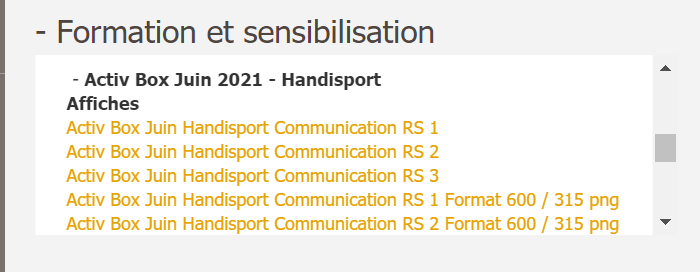 - Formation et sensibilisation
- Activ Box Juin 2021 - Handisport
Affiches
Activ Box Juin Handisport Communication RS 1
Activ Box Juin Handisport Communication RS 2
Activ Box Juin Handisport Communication RS 3
Activ Box Juin Handisport Communication RS 1 Format 600 / 315 png
Activ Box Juin Handisport Communication RS 2 Format 600 / 315 png